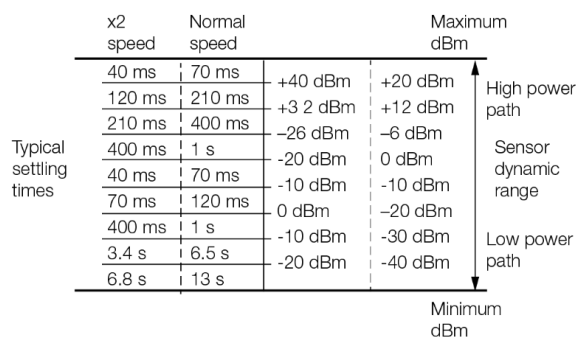 x2 speed
Normal speed
Maximum dBm
40 ms 70 ms
+40 dBm +20 dBm
High power path
120 ms 210 ms
+3 2 dBm +12 dBm
210 ms 400 ms
–26 dBm –6 dBm
Typical settling times
Sensor dynamic range
400 ms 1 s
-20 dBm 0 dBm
40 ms 70 ms
-10 dBm -10 dBm
70 ms 120 ms
0 dBm –20 dBm
400 ms 1 s
-10 dBm -30 dBm
Low power path
3.4 s 6.5 s
-20 dBm -40 dBm
6.8 s 13 s
Minimum dBm